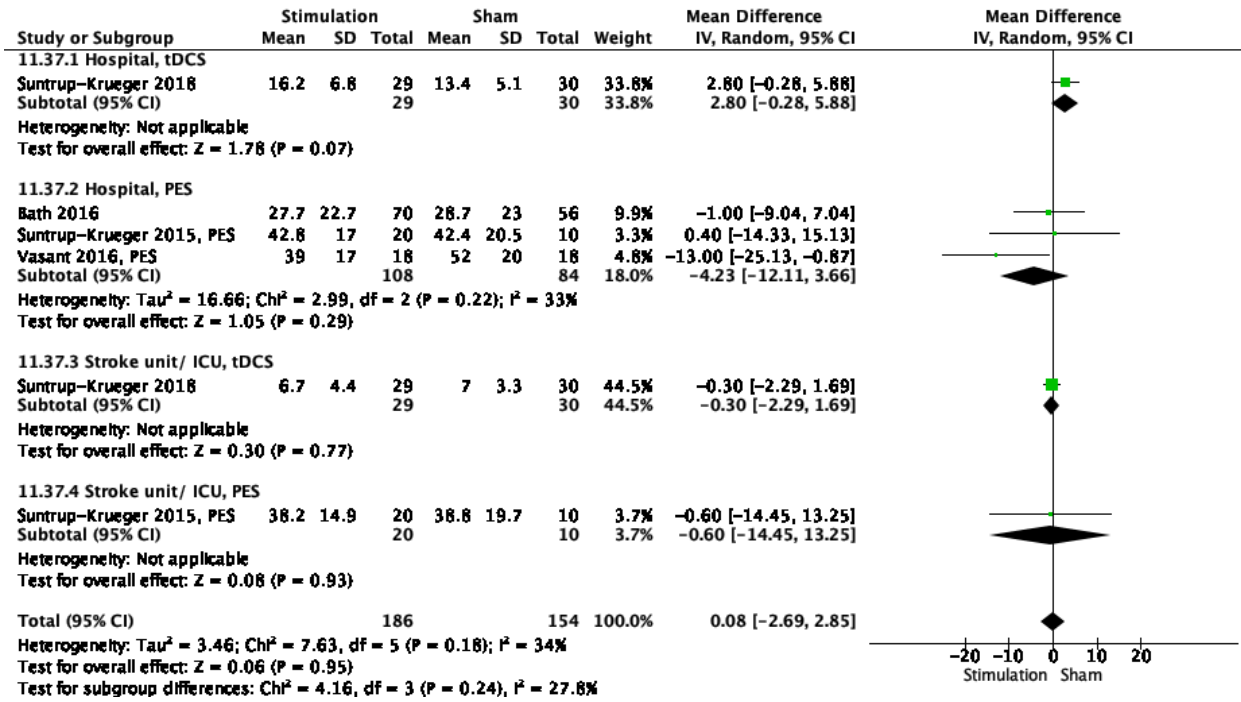 Stimulation Sham Mean Difference Mean Difference
Study or Subgroup Mean SD Total Mean SD Total Weight IV, Random, 95% CI IV, Random, 95% CI
11.37.1 Hospital, tDCS
Suntrup-Krueger 2018 16.2 6.8 29 13.4 5.1 30 33.8% 2.80 [-0.28, 5.88]
Subtotal (95% CI) 29 30 33.8% 2.80 [-0.28, 5.88]
Heterogeneity: Not applicable
Test for overall effect: Z = 1.78 (P = 0.07)
11.37.2 Hospital, PES
Bath 2016 27.7 22.7 70 28.7 23 56 9.9% -1.00 [-9.04, 7.04]
Suntrup-Krueger 2015, PES 42.8 17 20 42.4 20.5 10 3.3% 0.40 [-14.33, 15.13]
Vasant 2016, PES 39 17 18 52 20 18 4.8% -13.00 [-25.13, -0.87]
Subtotal (95% CI) 108 84 18.0% -4.23 [-12.11, 3.66]
Heterogeneity: Tau² = 16.66; Chi² = 2.99, df = 2 (P = 0.22); I² = 33%
Test for overall effect: Z = 1.05 (P = 0.29)
11.37.3 Stroke unit/ ICU, tDCS
Suntrup-Krueger 2018 6.7 4.4 29 7 3.3 30 44.5% -0.30 [-2.29, 1.69]
Subtotal (95% CI) 29 30 44.5% -0.30 [-2.29, 1.69]
Heterogeneity: Not applicable
Test for overall effect: Z = 0.30 (P = 0.77)
11.37.4 Stroke unit/ ICU, PES
Suntrup-Krueger 2015, PES 38.2 14.9 20 38.8 19.7 10 3.7% -0.60 [-14.45, 13.25]
Subtotal (95% CI) 20 10 3.7% -0.60 [-14.45, 13.25]
Heterogeneity: Not applicable
Test for overall effect: Z = 0.08 (P = 0.93)
Total (95% CI) 186 154 100.0% 0.08 [-2.69, 2.85]
Heterogeneity: Tau² = 3.46; Chi² = 7.63, df = 5 (P = 0.18); I² = 34%
Test for overall effect: Z = 0.06 (P = 0.95)
Test for subgroup differences: Chi² = 4.16, df = 3 (P = 0.24), I² = 27.8%
-20 -10 0 10 20
Stimulation Sham